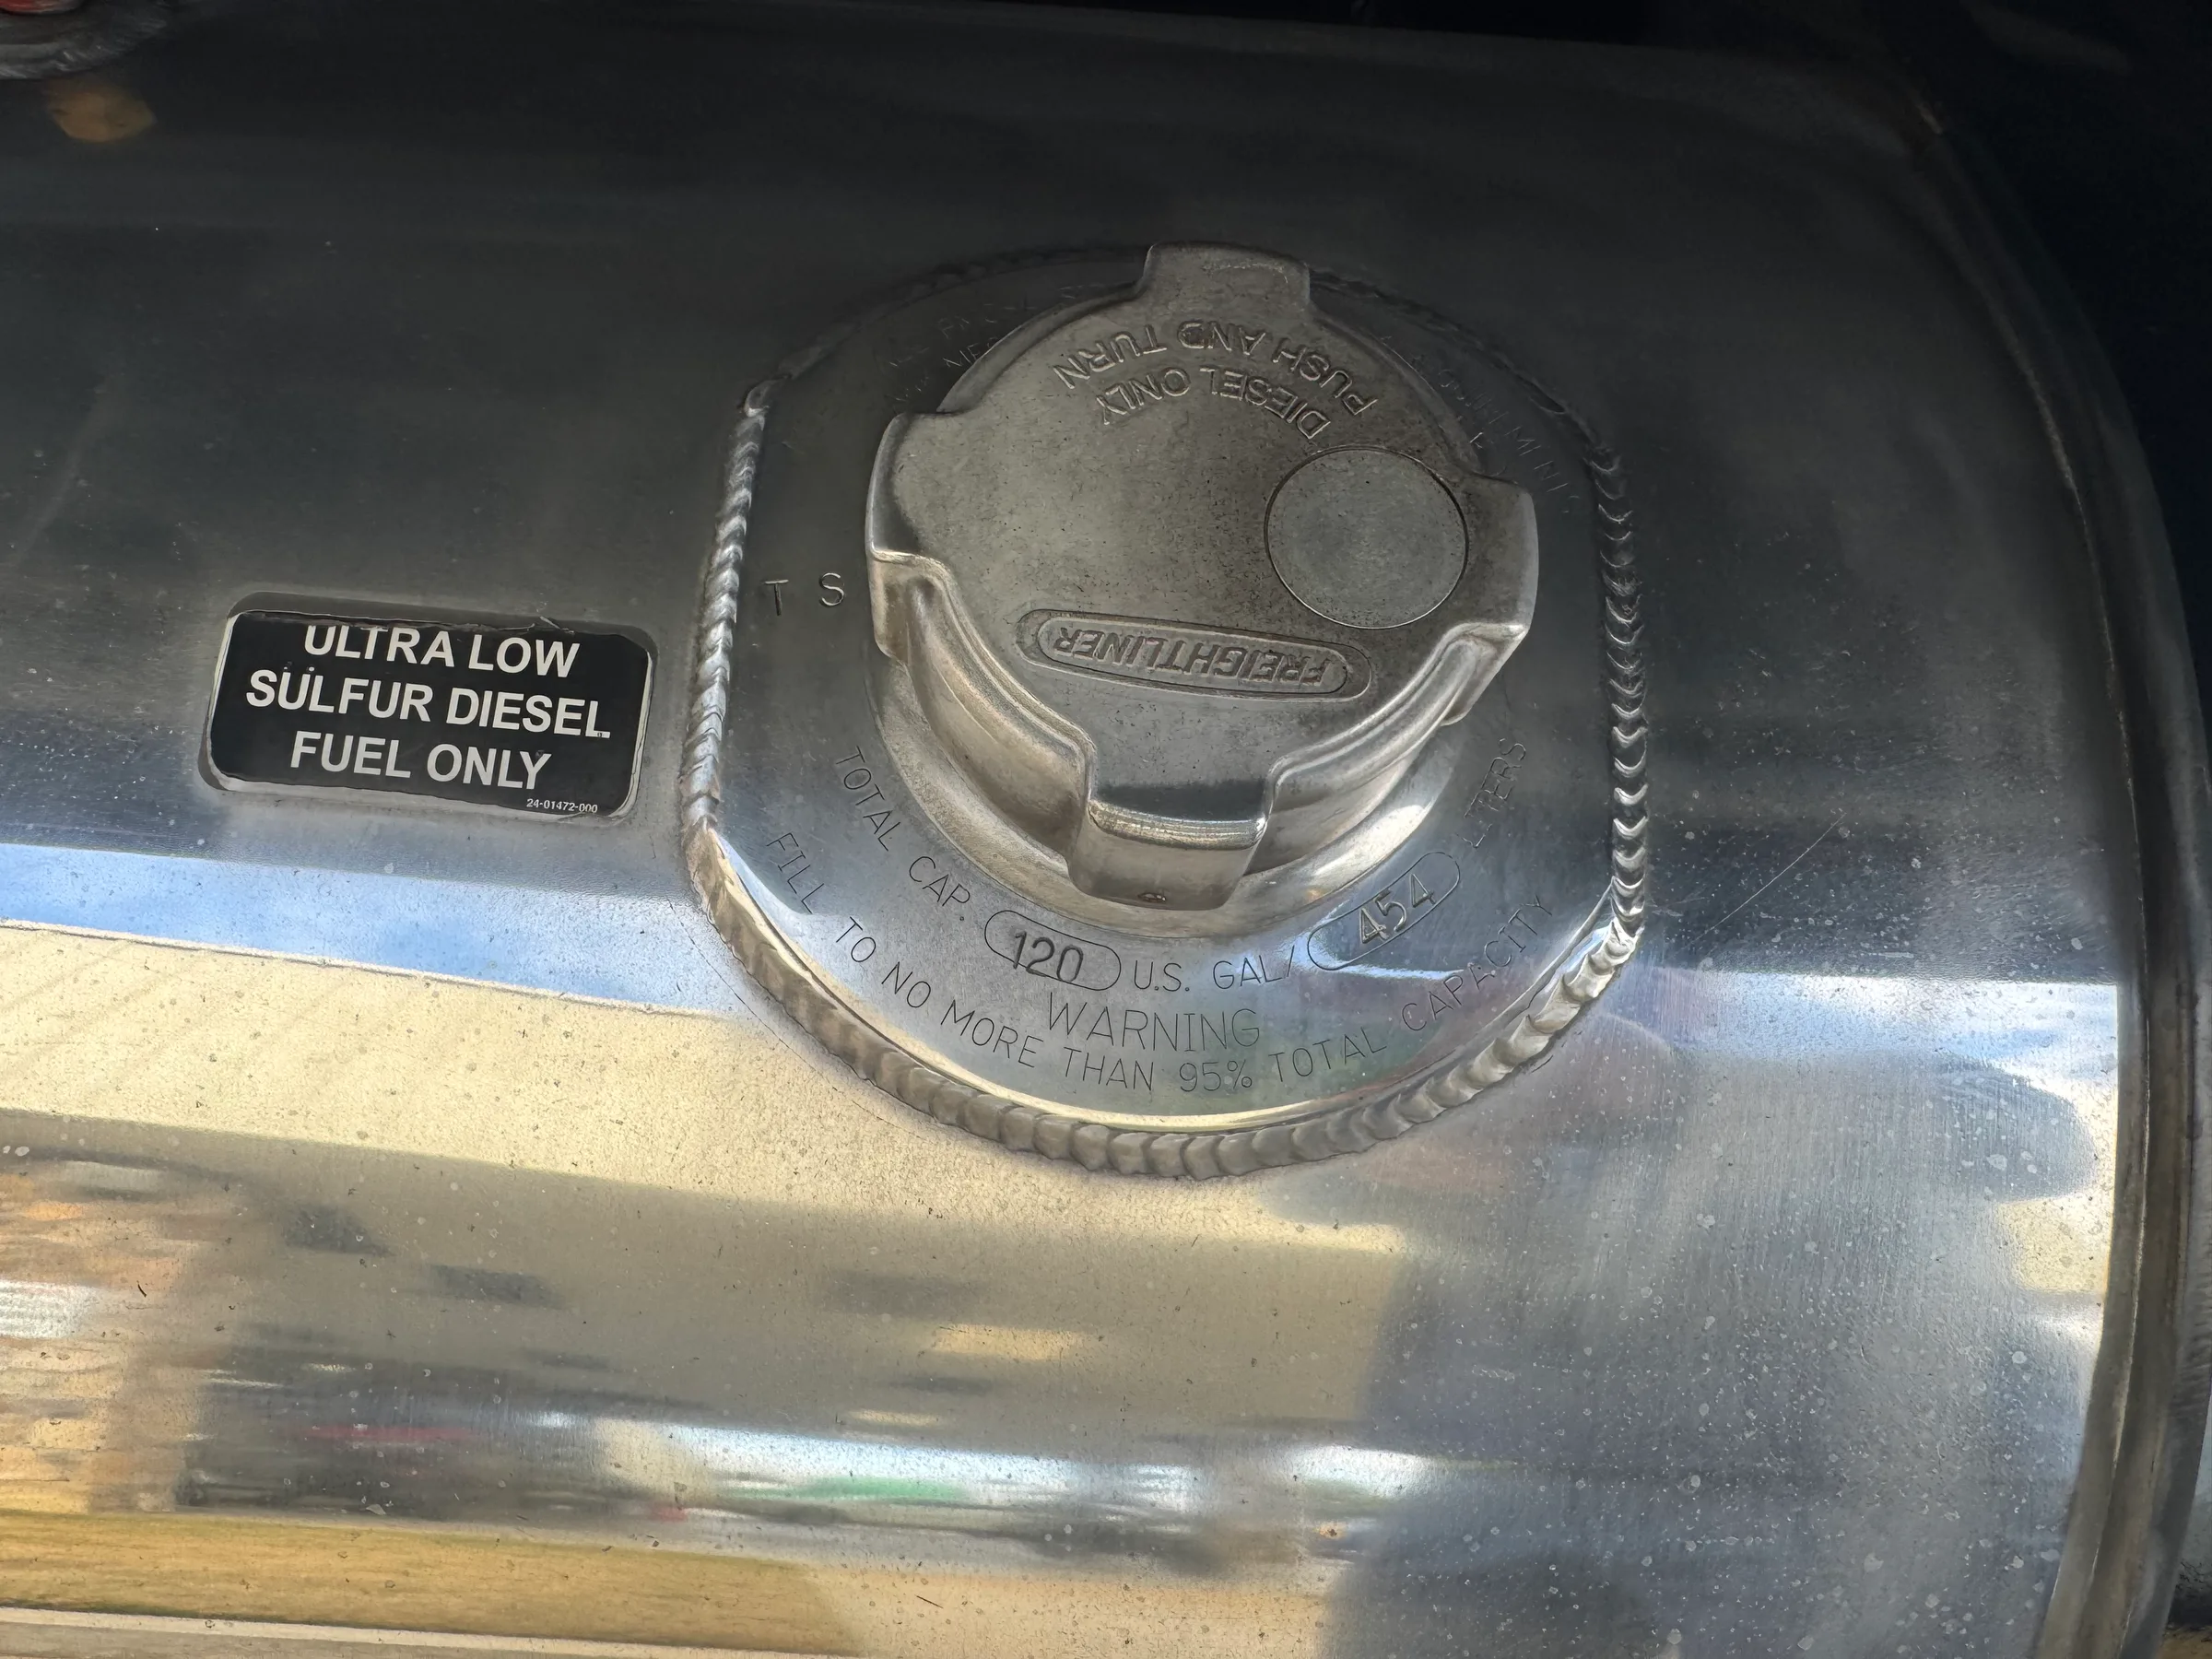 ULTRA LOW
SULFUR DIESEL
FUEL ONLY
24-01472-000
T S
PUSH AND TURN
DIESEL ONLY
FREIGHTLINER
TOTAL CAP. 120 U.S. GAL/ 454 LITERS
WARNING
FILL TO NO MORE THAN 95% TOTAL CAPACITY